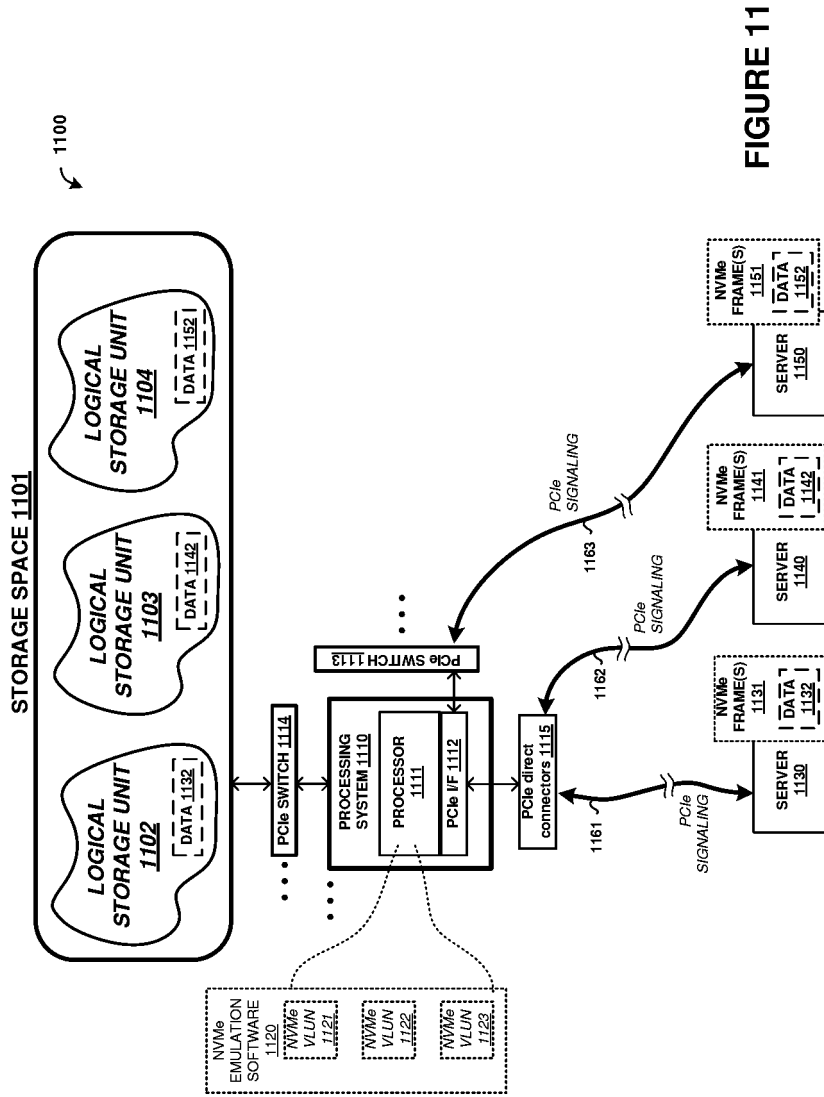 STORAGE SPACE 1101
1100
LOGICAL
STORAGE UNIT
1102
DATA 1132
LOGICAL
STORAGE UNIT
1103
DATA 1142
LOGICAL
STORAGE UNIT
1104
DATA 1152
PCIe SWITCH 1114
NVMe
EMULATION
SOFTWARE
1120
NVMe
VLUN
1121
NVMe
VLUN
1122
NVMe
VLUN
1123
PROCESSING
SYSTEM 1110
PROCESSOR
1111
PCIe I/F 1112
PCIe SWITCH 1113
PCIe direct
connectors 1115
1161
PCIe
SIGNALING
1162
PCIe
SIGNALING
1163
PCIe
SIGNALING
SERVER
1130
NVMe
FRAME(S)
1131
DATA
1132
SERVER
1140
NVMe
FRAME(S)
1141
DATA
1142
SERVER
1150
NVMe
FRAME(S)
1151
DATA
1152
FIGURE 11